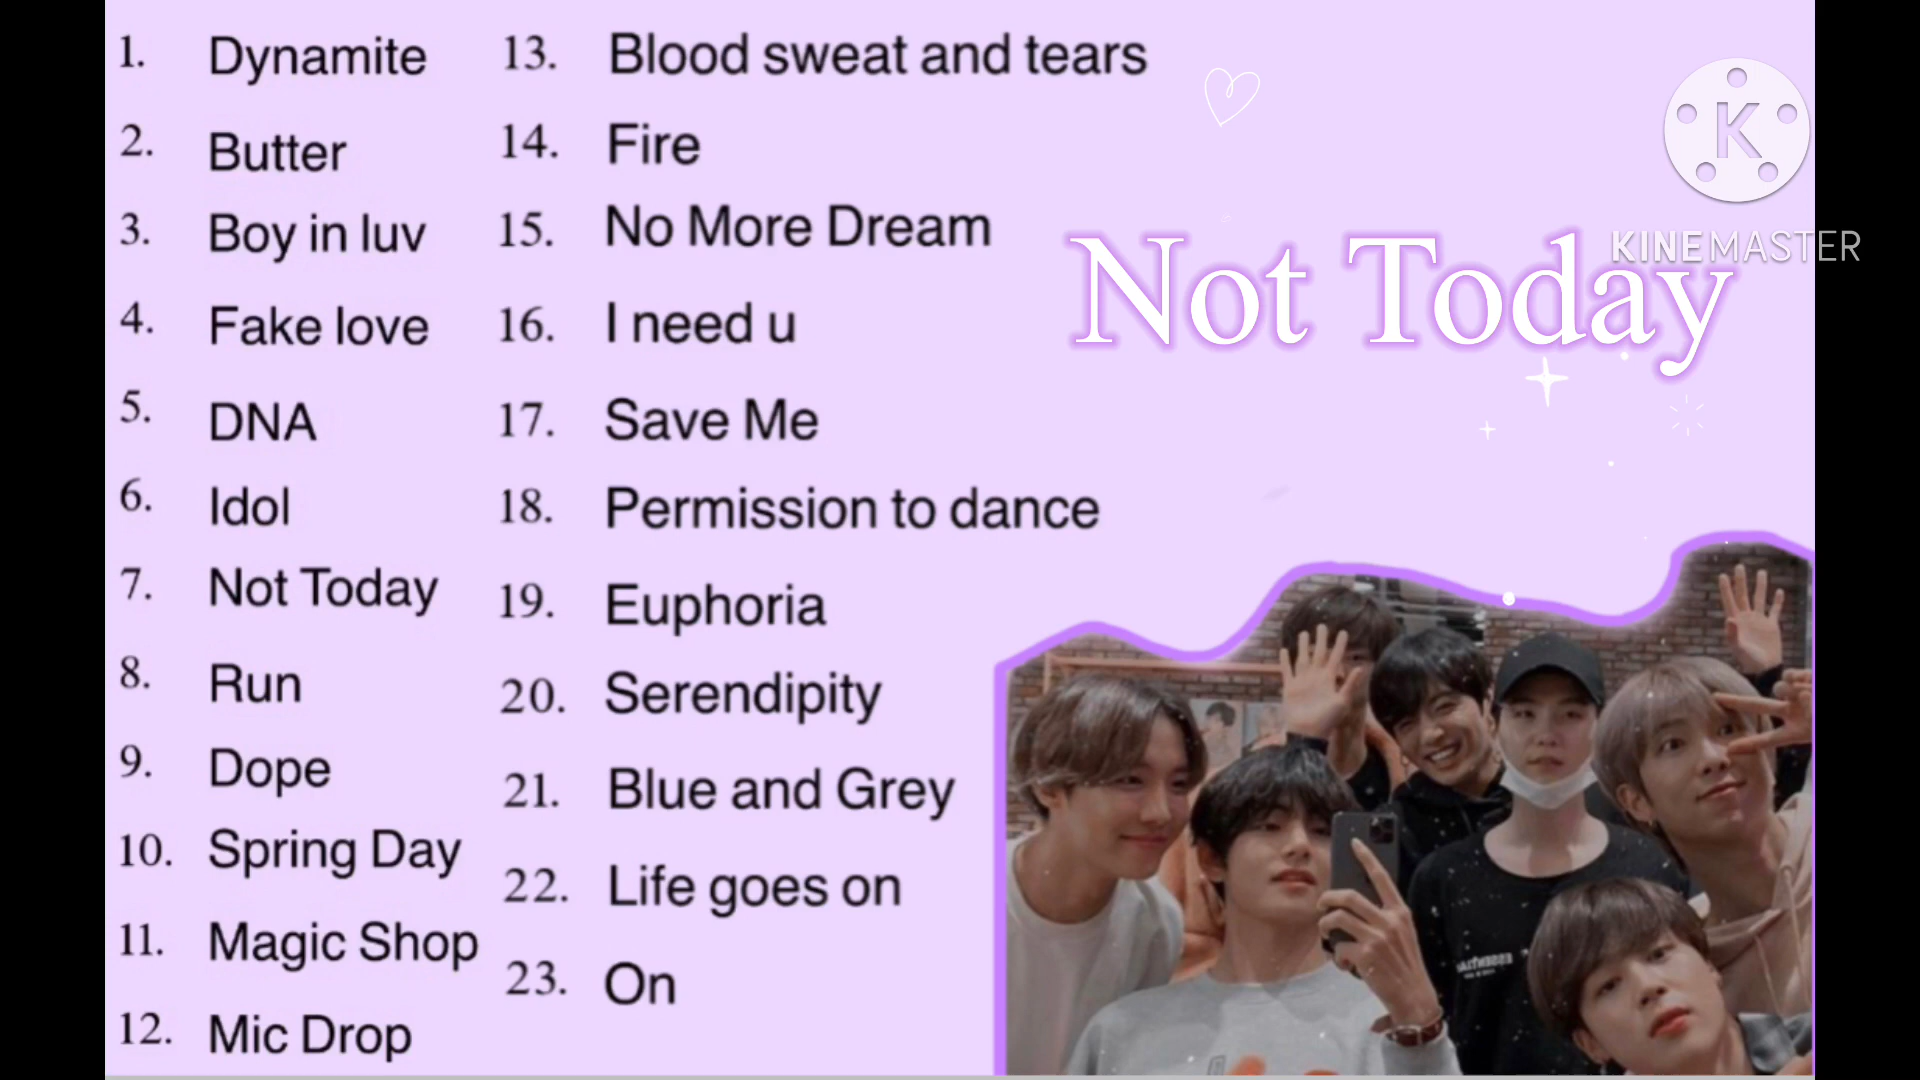 1. Dynamite
2. Butter
3. Boy in luv
4. Fake love
5. DNA
6. Idol
7. Not Today
8. Run
9. Dope
10. Spring Day
11. Magic Shop
12. Mic Drop
13. Blood sweat and tears
14. Fire
15. No More Dream
16. I need u
17. Save Me
18. Permission to dance
19. Euphoria
20. Serendipity
21. Blue and Grey
22. Life goes on
23. On
Not Today
K
KINEMASTER